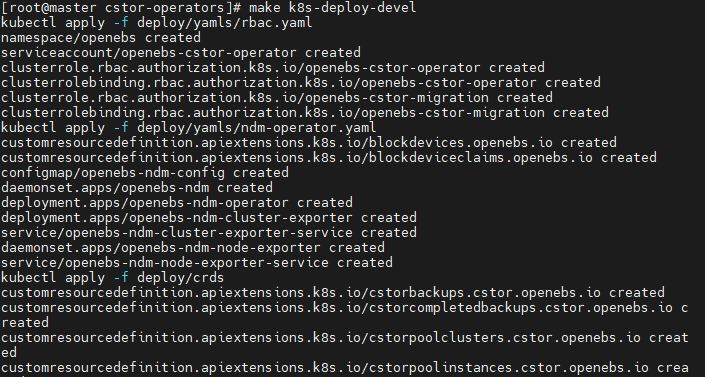 [root@master cstor-operators]# make k8s-deploy-devel
kubectl apply -f deploy/yamls/rbac.yaml
namespace/openebs created
serviceaccount/openebs-cstor-operator created
clusterrole.rbac.authorization.k8s.io/openebs-cstor-operator created
clusterrolebinding.rbac.authorization.k8s.io/openebs-cstor-operator created
clusterrole.rbac.authorization.k8s.io/openebs-cstor-migration created
clusterrolebinding.rbac.authorization.k8s.io/openebs-cstor-migration created
kubectl apply -f deploy/yamls/ndm-operator.yaml
customresourcedefinition.apiextensions.k8s.io/blockdevices.openebs.io created
customresourcedefinition.apiextensions.k8s.io/blockdeviceclaims.openebs.io created
configmap/openebs-ndm-config created
daemonset.apps/openebs-ndm created
deployment.apps/openebs-ndm-operator created
deployment.apps/openebs-ndm-cluster-exporter created
service/openebs-ndm-cluster-exporter-service created
daemonset.apps/openebs-ndm-node-exporter created
service/openebs-ndm-node-exporter-service created
kubectl apply -f deploy/crds
customresourcedefinition.apiextensions.k8s.io/cstorbackups.cstor.openebs.io created
customresourcedefinition.apiextensions.k8s.io/cstorcompletedbackups.cstor.openebs.io c
reated
customresourcedefinition.apiextensions.k8s.io/cstorpoolclusters.cstor.openebs.io creat
ed
customresourcedefinition.apiextensions.k8s.io/cstorpoolinstances.cstor.openebs.io crea